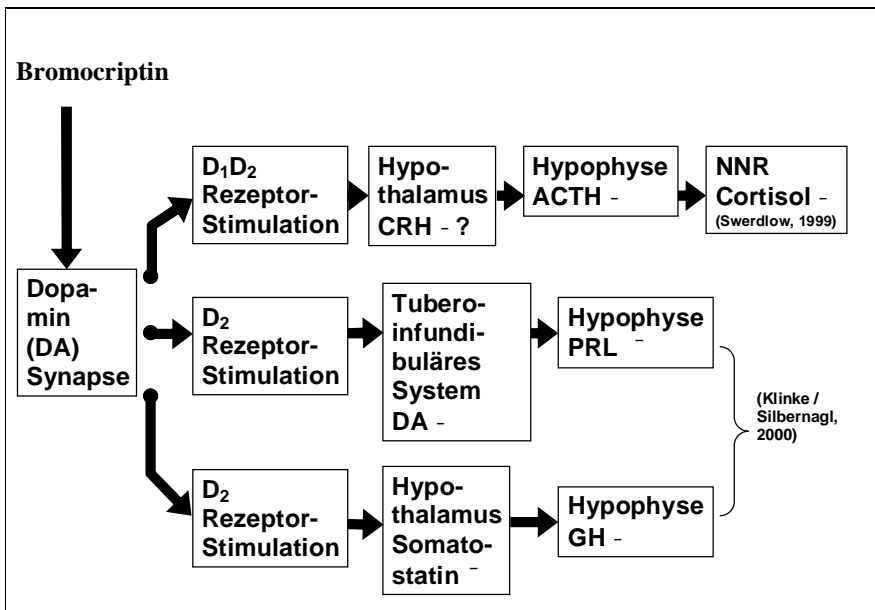 Bromocriptin
D₁D₂
Rezeptor-
Stimulation
Hypo-
thalamus
CRH - ?
Hypophyse
ACTH -
NNR
Cortisol -
(Swerdlow, 1999)
Dopa-
min
(DA)
Synapse
D₂
Rezeptor-
Stimulation
Tubero-
infundi-
buläres
System
DA -
Hypophyse
PRL -
(Klinke /
Silbernagl,
2000)
D₂
Rezeptor-
Stimulation
Hypo-
thalamus
Somato-
statin -
Hypophyse
GH -